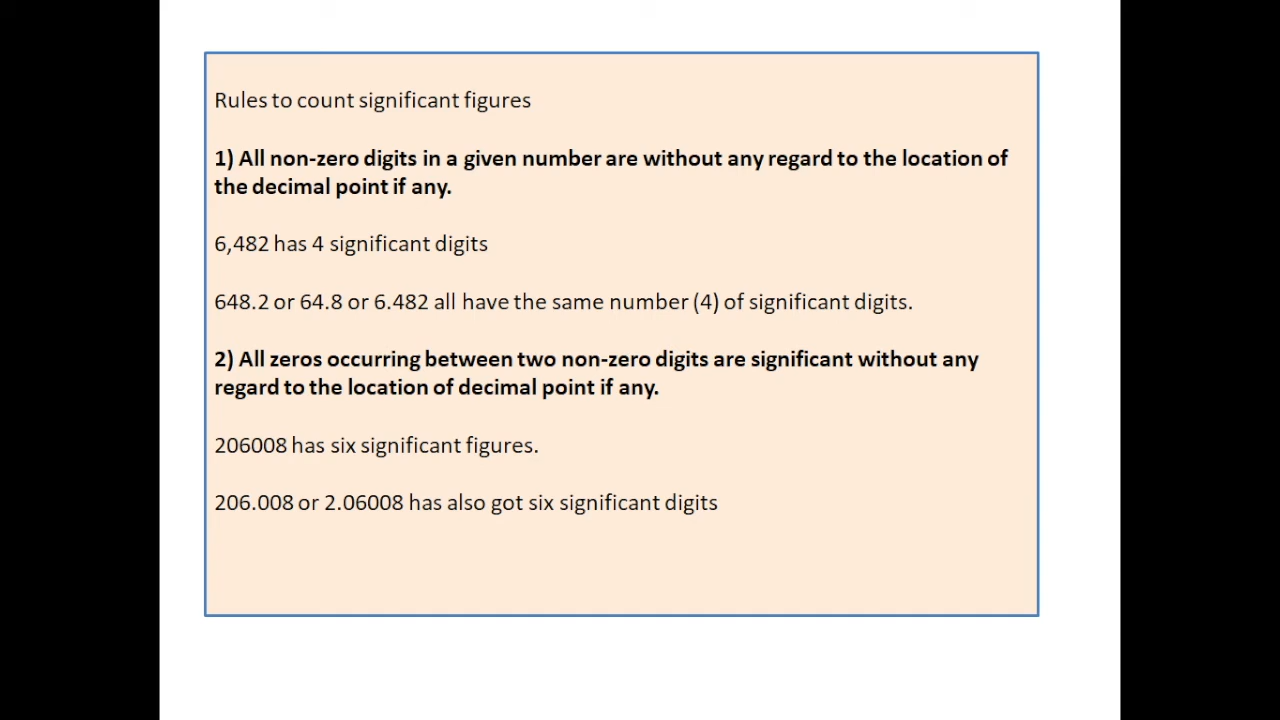 Rules to count significant figures
1) All non-zero digits in a given number are without any regard to the location of
the decimal point if any.
6,482 has 4 significant digits
648.2 or 64.8 or 6.482 all have the same number (4) of significant digits.
2) All zeros occurring between two non-zero digits are significant without any
regard to the location of decimal point if any.
206008 has six significant figures.
206.008 or 2.06008 has also got six significant digits